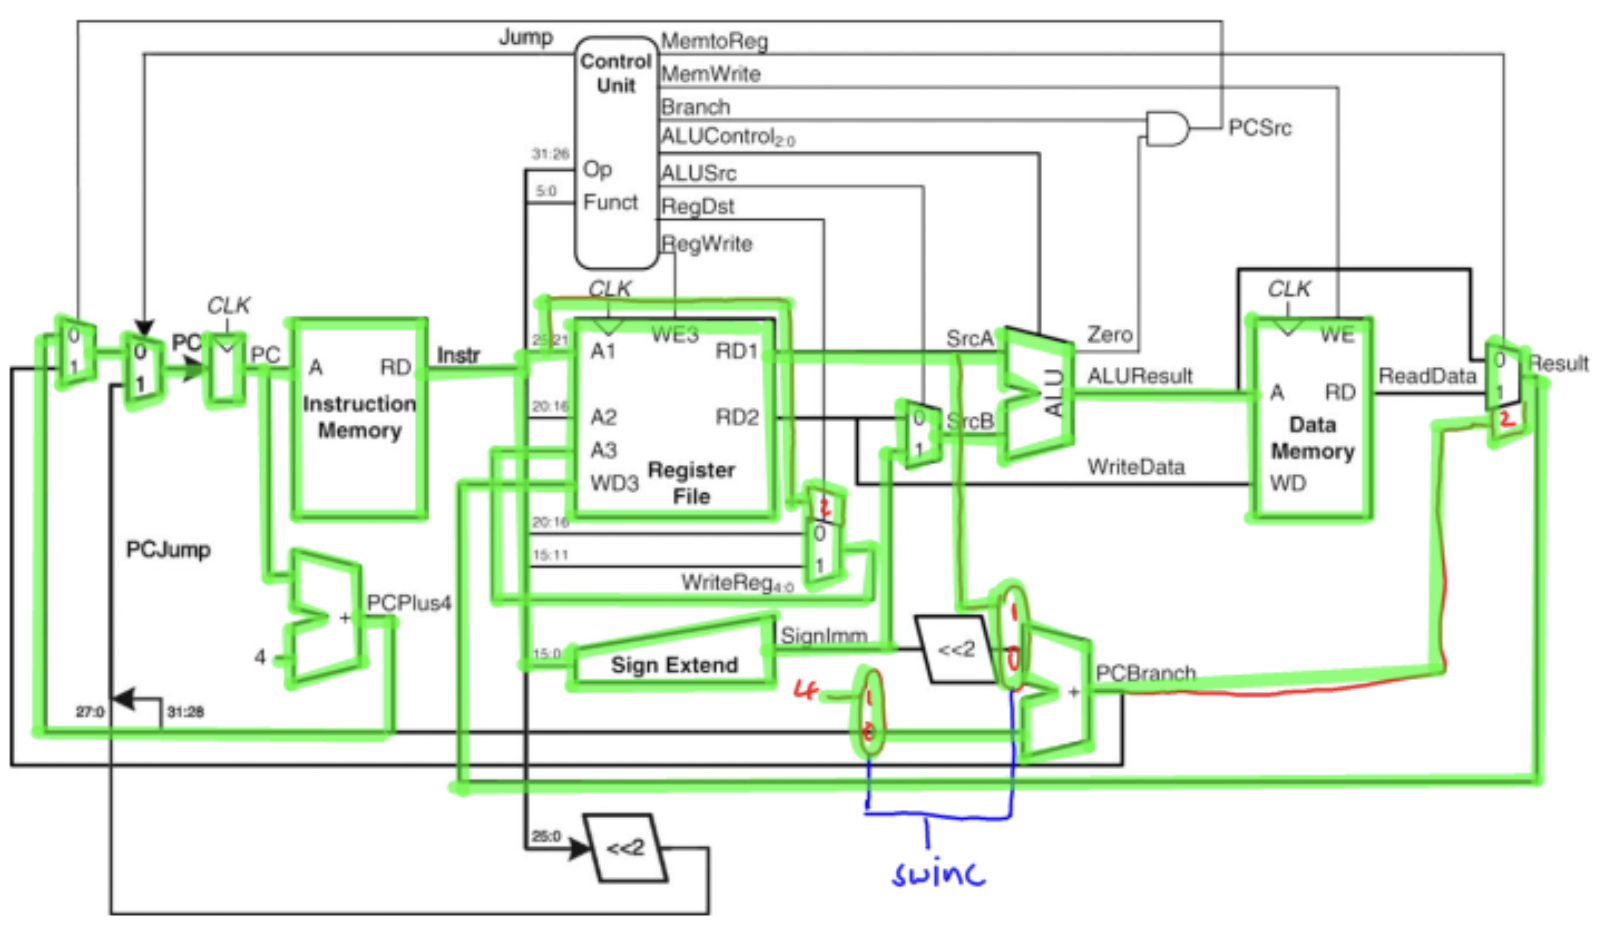 Jump
Control
Unit
MemtoReg
MemWrite
Branch
ALUControl2:0
PCSrc
31:26
Op
ALUSrc
5:0
Funct
RegDst
RegWrite
CLK
CLK
CLK
0
1
0
1
PC
PC
A
RD
Instruction
Memory
Instr
25:21
A1
WE3
RD1
SrcA
Zero
WE
0
1
2
Result
20:16
A2
RD2
0
1
SrcB
ALU
ALUResult
A
RD
ReadData
Data
Memory
A3
WD3
Register
File
WriteData
WD
2
0
1
20:16
15:11
WriteReg4:0
PCJump
PCPlus4
+
4
15:0
Sign Extend
SignImm
<<2
1
0
PCBranch
+
4
1
0
27:0
31:28
25:0
<<2
swinc